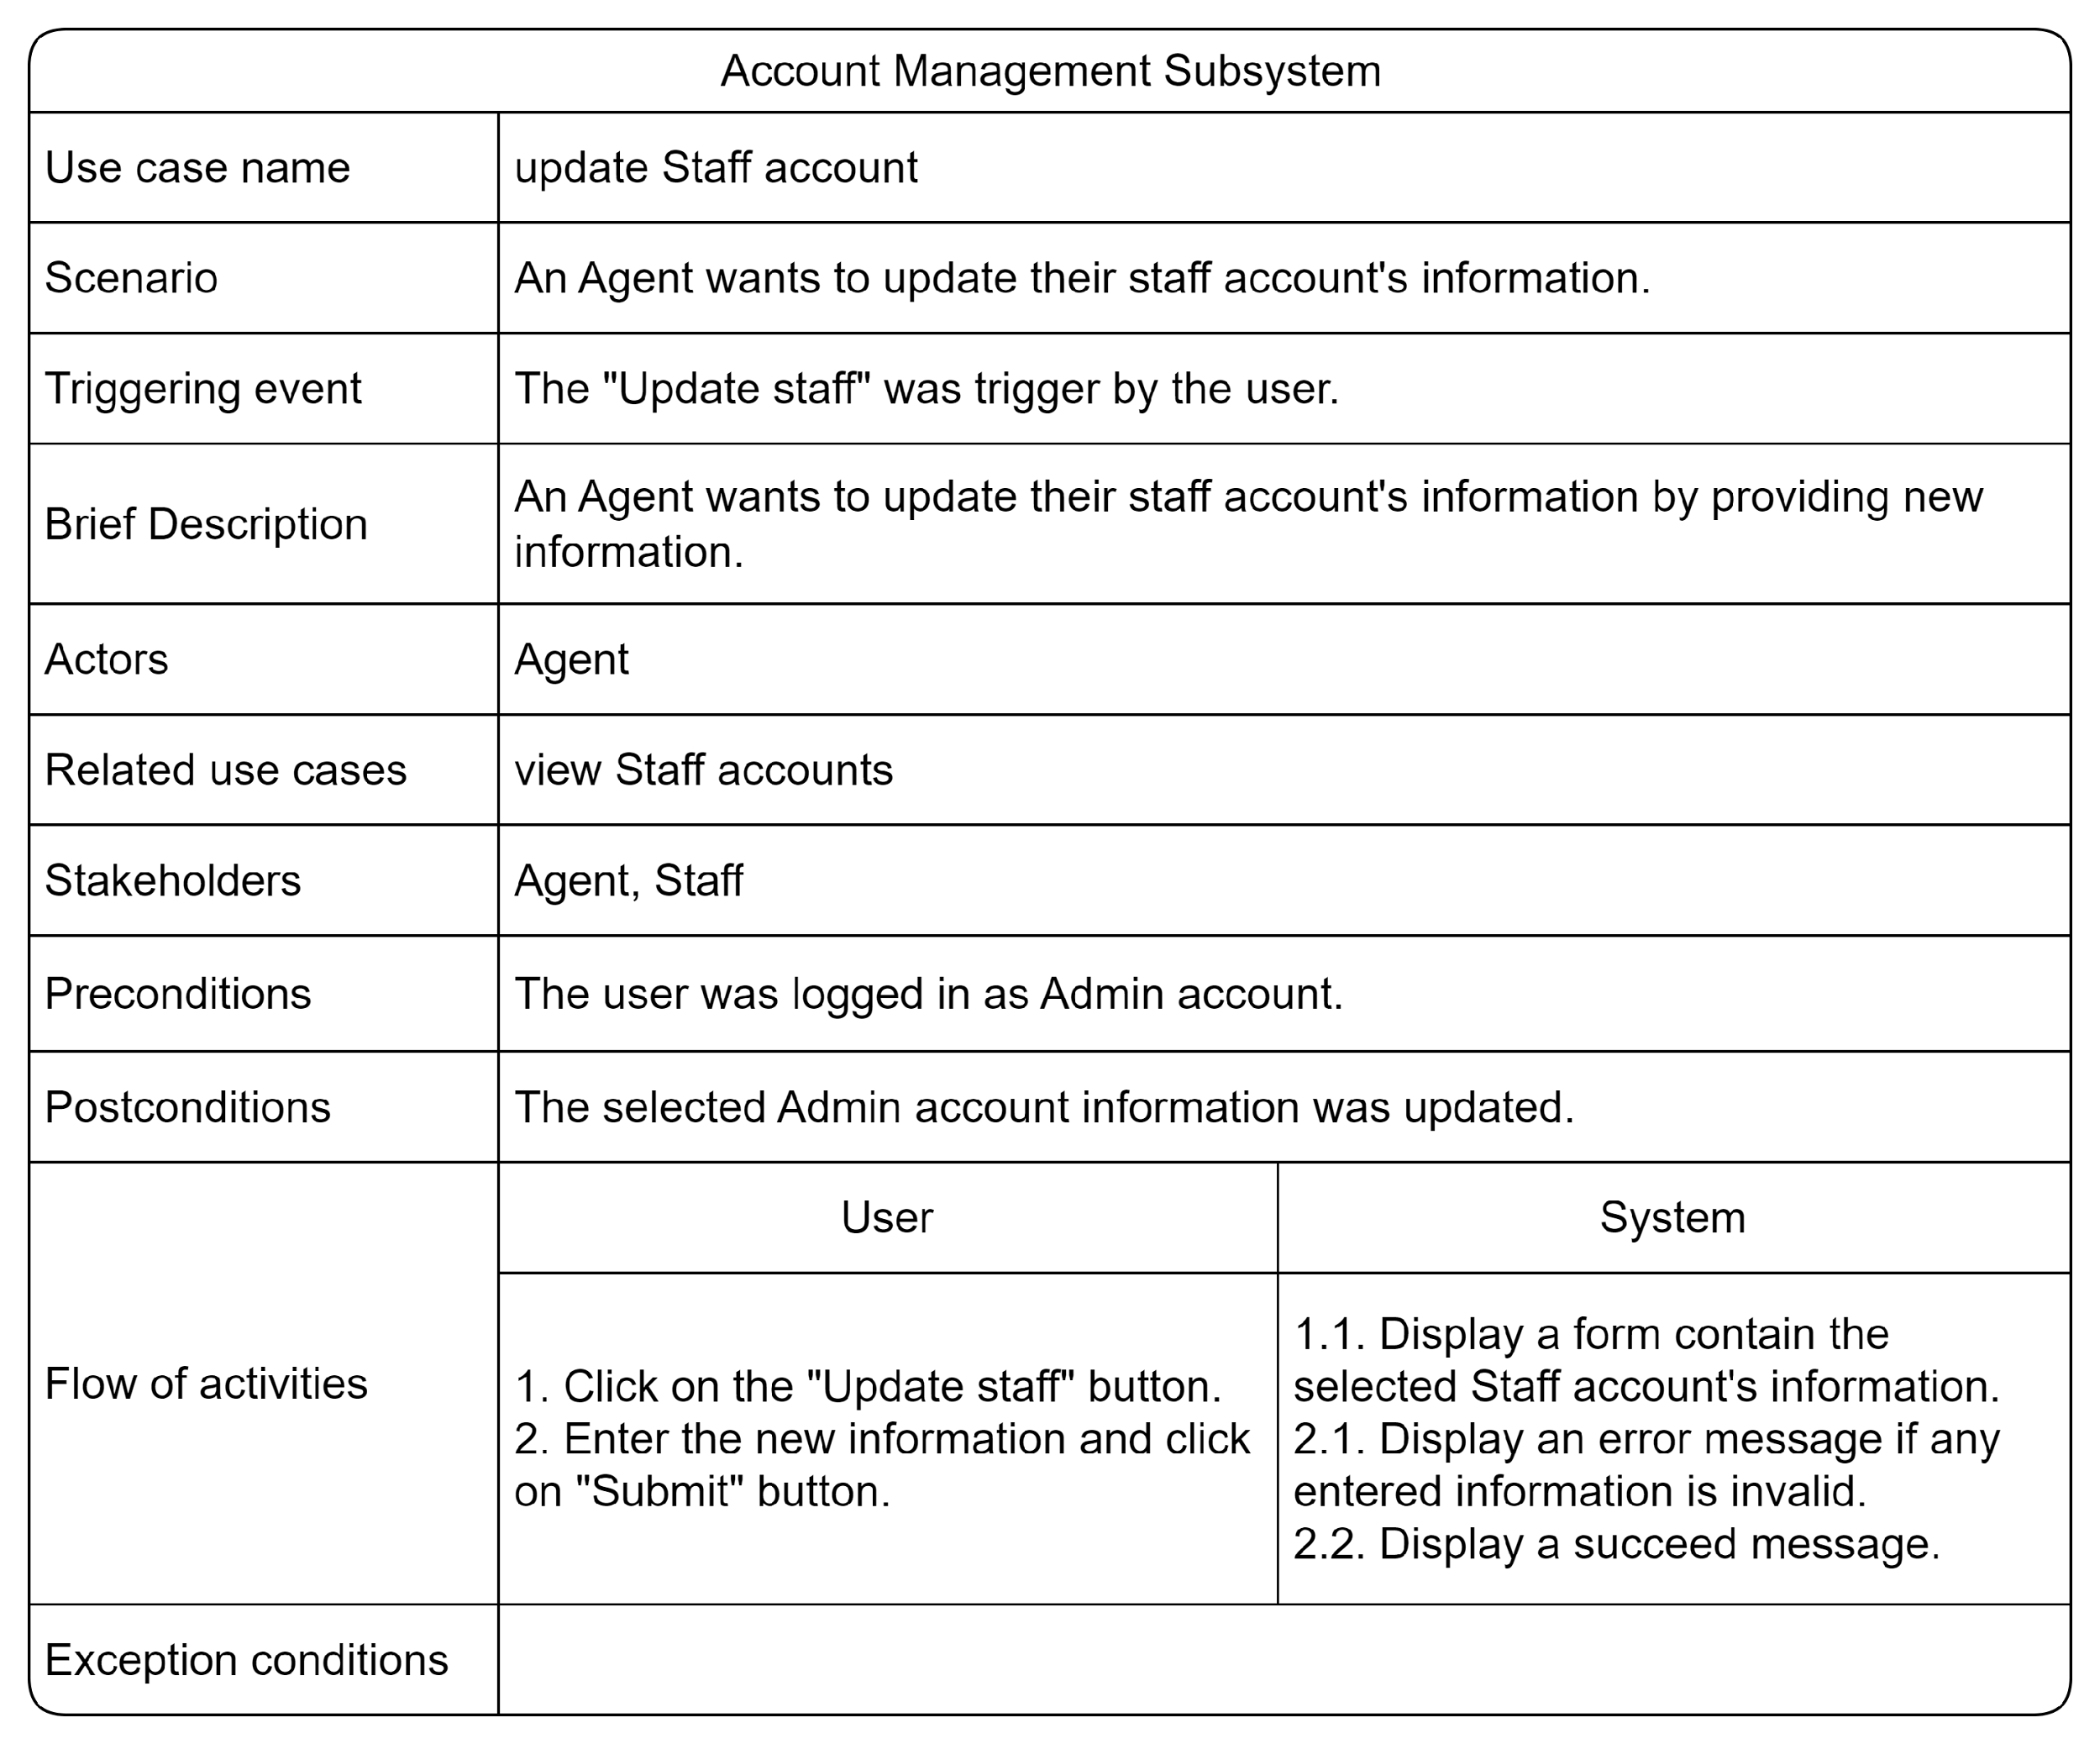 Account Management Subsystem
Use case name
update Staff account
Scenario
An Agent wants to update their staff account's information.
Triggering event
The "Update staff" was trigger by the user.
Brief Description
An Agent wants to update their staff account's information by providing new
information.
Actors
Agent
Related use cases
view Staff accounts
Stakeholders
Agent, Staff
Preconditions
The user was logged in as Admin account.
Postconditions
The selected Admin account information was updated.
Flow of activities
User
System
1. Click on the "Update staff" button.
2. Enter the new information and click
on "Submit" button.
1.1. Display a form contain the
selected Staff account's information.
2.1. Display an error message if any
entered information is invalid.
2.2. Display a succeed message.
Exception conditions